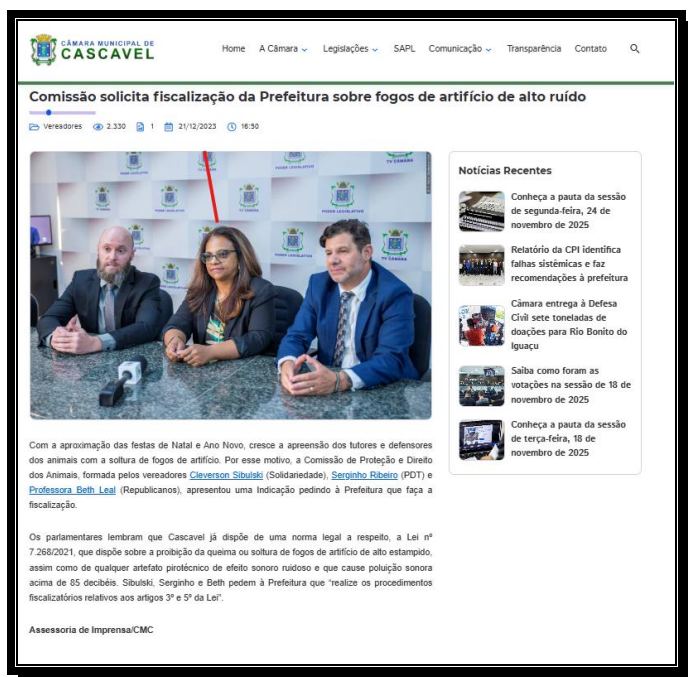 CÂMARA MUNICIPAL DE
CASCAVEL
Home A Câmara Legislações SAPL Comunicação Transparência Contato
Comissão solicita fiscalização da Prefeitura sobre fogos de artifício de alto ruído
Vereadores 2.330 1 21/12/2023 16:50
PODER LEGISLATIVO
TV CÂMARA
Com a aproximação das festas de Natal e Ano Novo, cresce a apreensão dos tutores e defensores
dos animais com a soltura de fogos de artifício. Por esse motivo, a Comissão de Proteção e Direito
dos Animais, formada pelos vereadores Cleverson Sibulski (Solidariedade), Serginho Ribeiro (PDT) e
Professora Beth Leal (Republicanos), apresentou uma Indicação pedindo à Prefeitura que faça a
fiscalização.
Os parlamentares lembram que Cascavel já dispõe de uma norma legal a respeito, a Lei nº
7.268/2021, que dispõe sobre a proibição da queima ou soltura de fogos de artifício de alto estampido,
assim como de qualquer artefato pirotécnico de efeito sonoro ruidoso e que cause poluição sonora
acima de 85 decibéis. Sibulski, Serginho e Beth pedem à Prefeitura que “realize os procedimentos
fiscalizatórios relativos aos artigos 3º e 5º da Lei”.
Assessoria de Imprensa/CMC
Notícias Recentes
Conheça a pauta da sessão
de segunda-feira, 24 de
novembro de 2025
Relatório da CPI identifica
falhas sistêmicas e faz
recomendações à prefeitura
Câmara entrega à Defesa
Civil sete toneladas de
doações para Rio Bonito do
Iguaçu
Saiba como foram as
votações na sessão de 18 de
novembro de 2025
Conheça a pauta da sessão
de terça-feira, 18 de
novembro de 2025